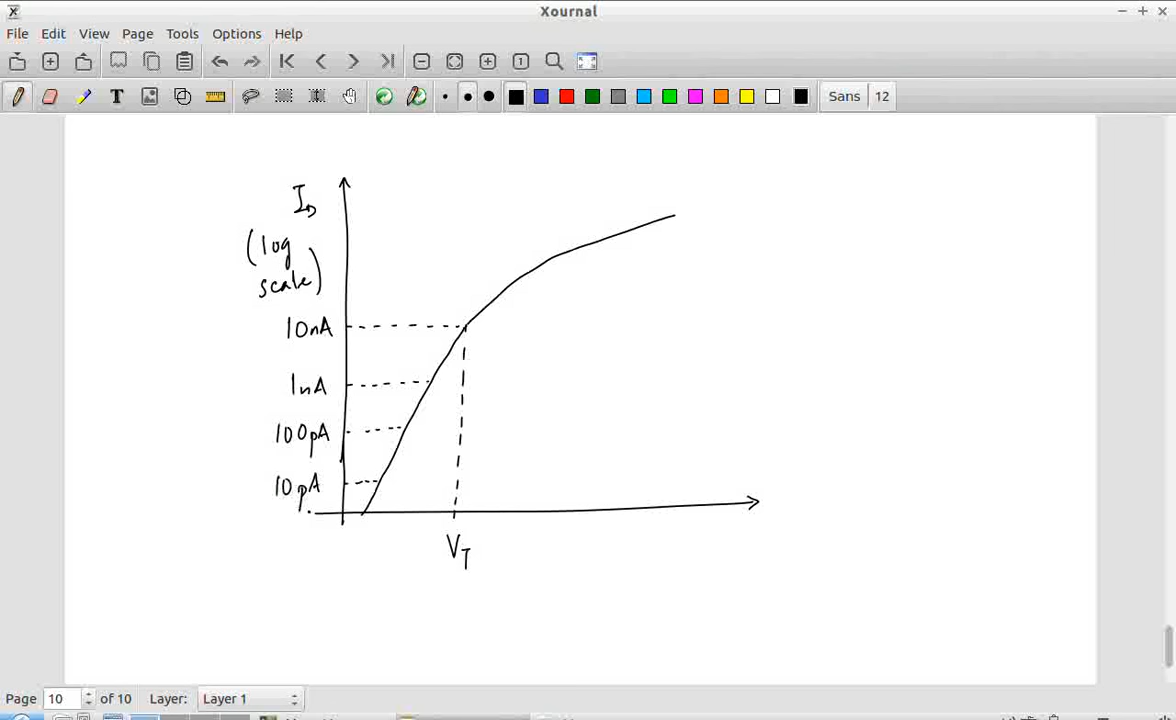 Xournal
File Edit View Page Tools Options Help
Sans 12
I_D
(log
scale)
10nA
1nA
100pA
10pA
V_T
Page 10 of 10 Layer: Layer 1